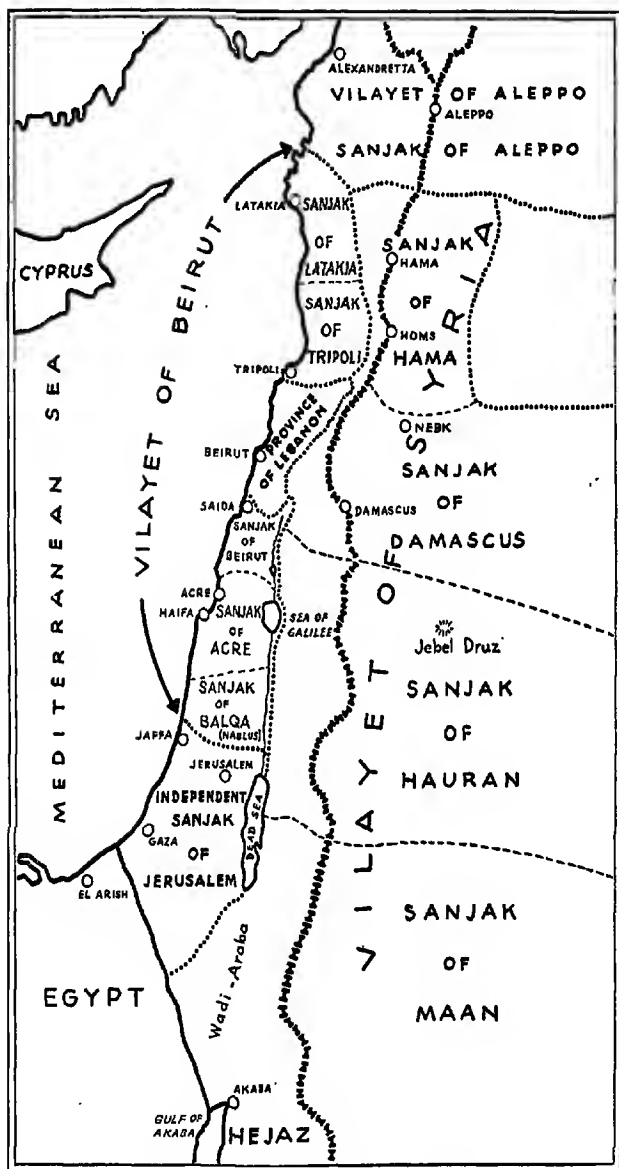 ALEXANDRETTA
VILAYET OF ALEPPO
ALEPPO
SANJAK OF ALEPPO
LATAKIA
SANJAK
OF
LATAKIA
SANJAK
OF
HAMA
HAMA
HOMS
CYPRUS
SANJAK
OF
TRIPOLI
TRIPOLI
VILAYET OF BEIRUT
MEDITERRANEAN SEA
PROVINCE
OF LEBANON
NEBK
BEIRUT
SANJAK
OF
DAMASCUS
SAIDA
DAMASCUS
SANJAK
OF
BEIRUT
ACRE
HAIFA
SANJAK
OF
ACRE
SEA OF
GALILEE
Jebel Druz
SANJAK
OF
HAURAN
SANJAK
OF
BALQA
(NABLUS)
JAFFA
JERUSALEM
INDEPENDENT
SANJAK
OF
JERUSALEM
DEAD SEA
GAZA
EL ARISH
VILAYET OF SYRIA
SANJAK
OF
MAAN
EGYPT
Wadi-Araba
AKABA
GULF OF
AKABA
HEJAZ